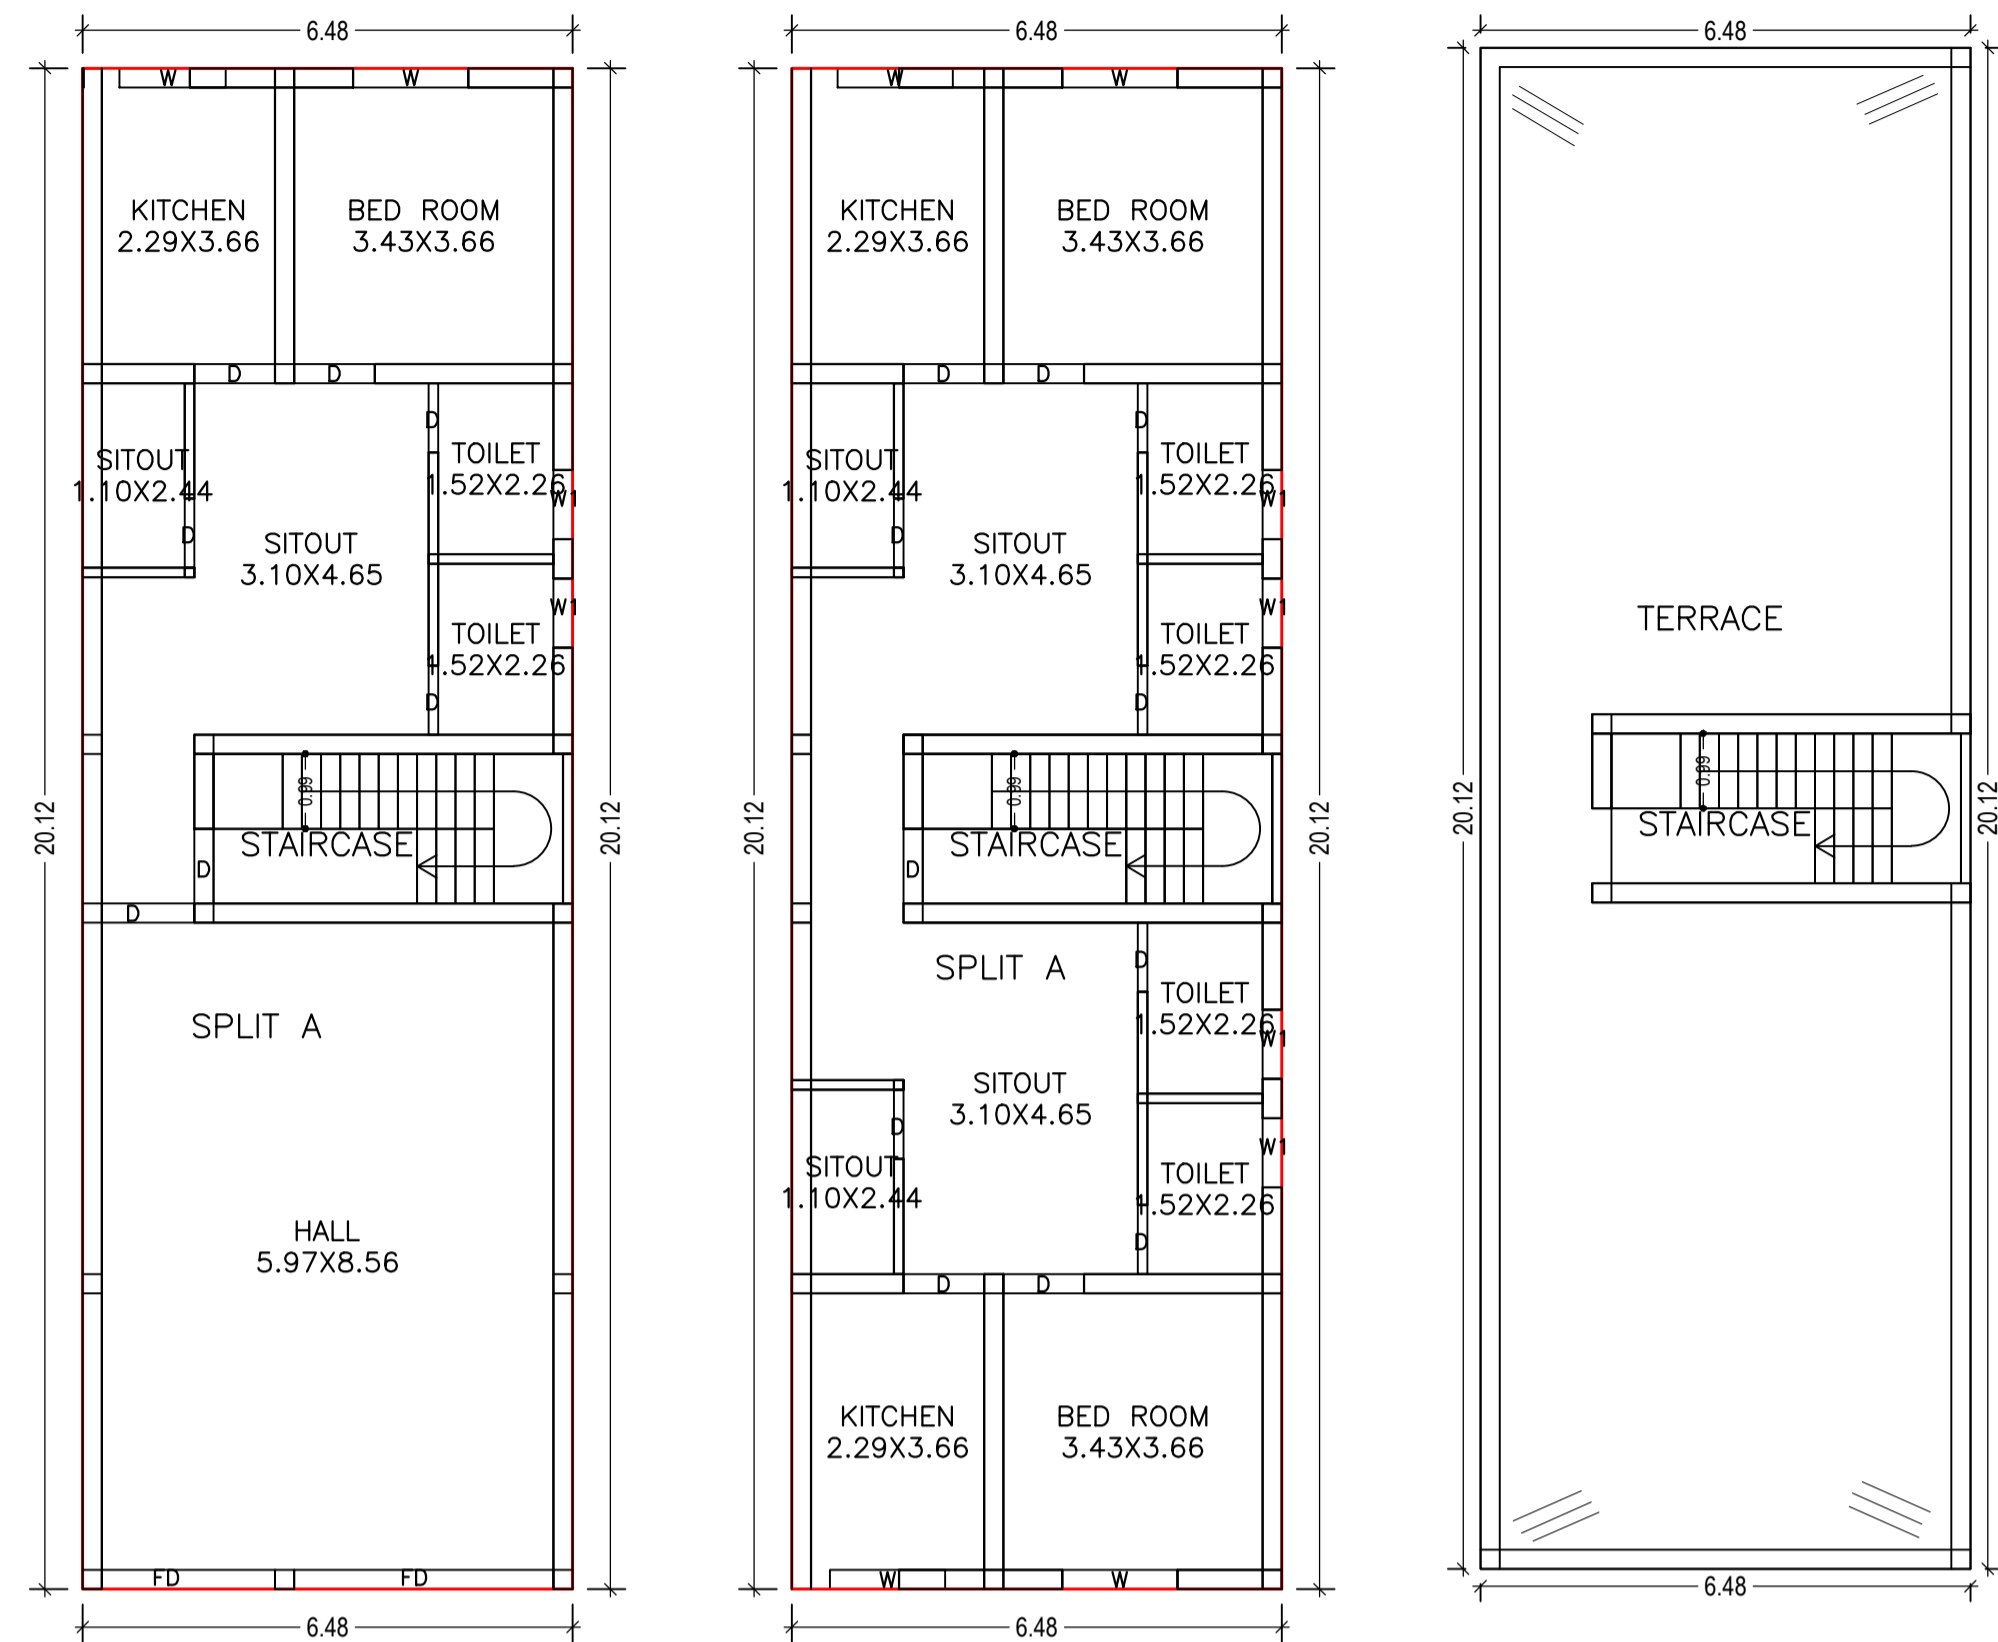 6.48
W
W
KITCHEN
2.29X3.66
BED ROOM
3.43X3.66
D
D
D
SITOUT
1.10X2.44
TOILET
1.52X2.26
W1
D
SITOUT
3.10X4.65
W1
TOILET
1.52X2.26
D
0.99
STAIRCASE
D
D
20.12
20.12
SPLIT A
HALL
5.97X8.56
FD
FD
6.48
6.48
W
W
KITCHEN
2.29X3.66
BED ROOM
3.43X3.66
D
D
D
SITOUT
1.10X2.44
TOILET
1.52X2.26
W1
D
SITOUT
3.10X4.65
W1
TOILET
1.52X2.26
D
0.99
STAIRCASE
D
20.12
20.12
D
SPLIT A
TOILET
1.52X2.26
W1
SITOUT
3.10X4.65
D
W1
SITOUT
1.10X2.44
TOILET
1.52X2.26
D
D
D
KITCHEN
2.29X3.66
BED ROOM
3.43X3.66
W
W
6.48
6.48
TERRACE
0.99
STAIRCASE
20.12
20.12
6.48